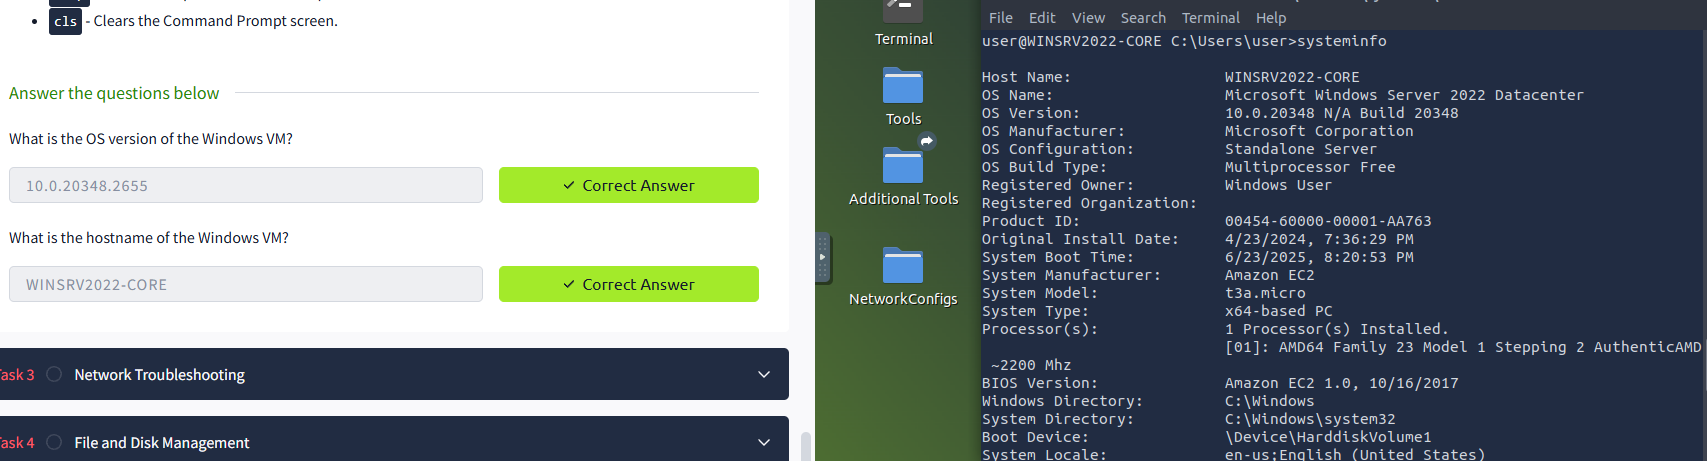 cls - Clears the Command Prompt screen.
Answer the questions below
What is the OS version of the Windows VM?
10.0.20348.2655
✓ Correct Answer
What is the hostname of the Windows VM?
WINSRV2022-CORE
✓ Correct Answer
ask 3 Network Troubleshooting
ask 4 File and Disk Management
Terminal
Tools
Additional Tools
NetworkConfigs
File Edit View Search Terminal Help
user@WINSRV2022-CORE C:\Users\user>systeminfo
Host Name: WINSRV2022-CORE
OS Name: Microsoft Windows Server 2022 Datacenter
OS Version: 10.0.20348 N/A Build 20348
OS Manufacturer: Microsoft Corporation
OS Configuration: Standalone Server
OS Build Type: Multiprocessor Free
Registered Owner: Windows User
Registered Organization:
Product ID: 00454-60000-00001-AA763
Original Install Date: 4/23/2024, 7:36:29 PM
System Boot Time: 6/23/2025, 8:20:53 PM
System Manufacturer: Amazon EC2
System Model: t3a.micro
System Type: x64-based PC
Processor(s): 1 Processor(s) Installed.
[01]: AMD64 Family 23 Model 1 Stepping 2 AuthenticAMD
~2200 Mhz
BIOS Version: Amazon EC2 1.0, 10/16/2017
Windows Directory: C:\Windows
System Directory: C:\Windows\system32
Boot Device: \Device\HarddiskVolume1
System Locale: en-us;English (United States)